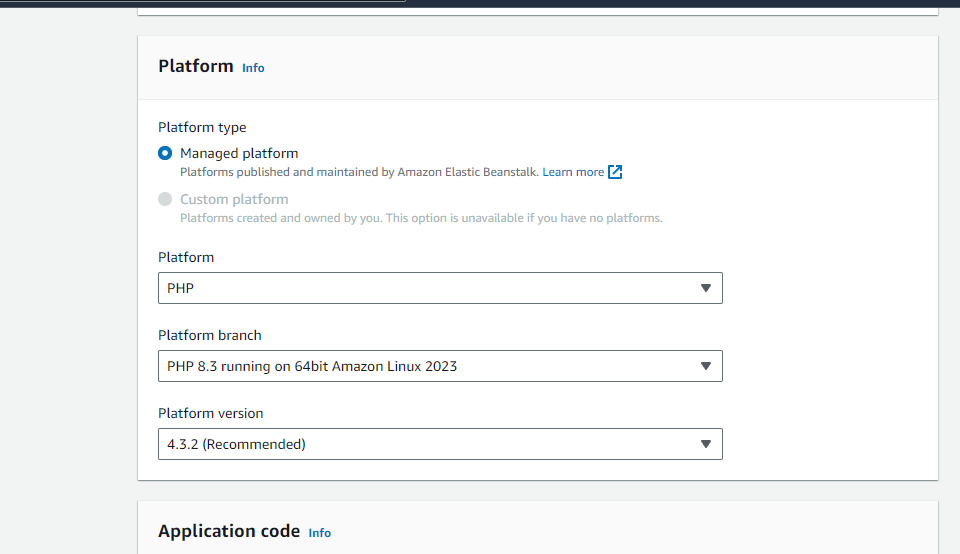 Platform Info
Platform type
Managed platform
Platforms published and maintained by Amazon Elastic Beanstalk. Learn more
Custom platform
Platforms created and owned by you. This option is unavailable if you have no platforms.
Platform
PHP
Platform branch
PHP 8.3 running on 64bit Amazon Linux 2023
Platform version
4.3.2 (Recommended)
Application code Info